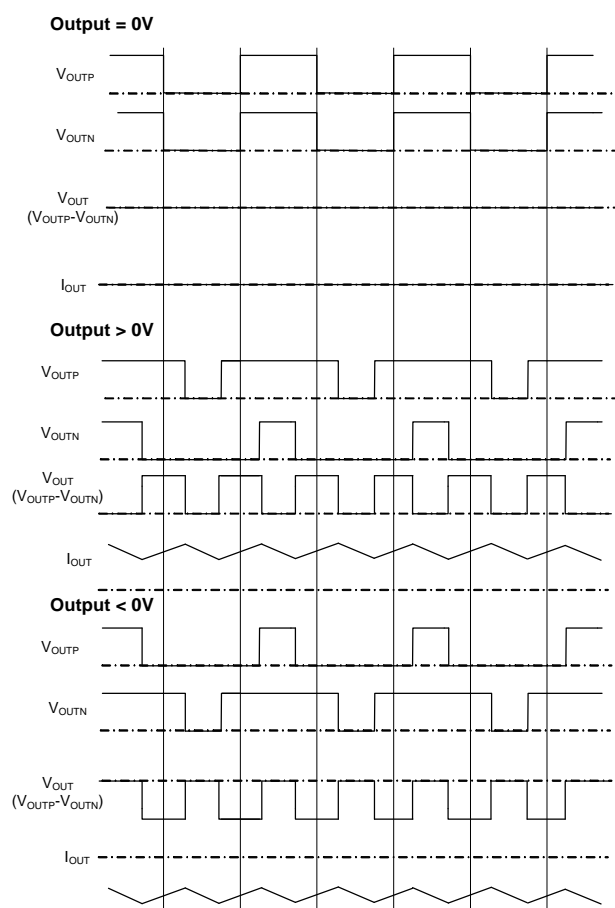 Output = 0V
VOUTP
VOUTN
VOUT
(VOUTP-VOUTN)
IOUT
Output > 0V
VOUTP
VOUTN
VOUT
(VOUTP-VOUTN)
IOUT
Output < 0V
VOUTP
VOUTN
VOUT
(VOUTP-VOUTN)
IOUT